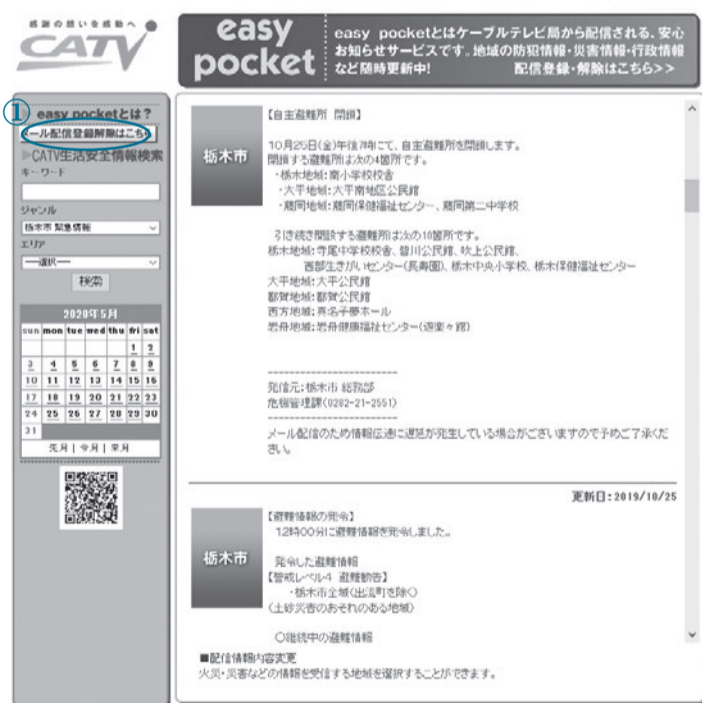 感謝の想いを感動へ
CATV
easy
pocket
easy pocketとはケーブルテレビ局から配信される、安心
お知らせサービスです。地域の防犯情報・災害情報・行政情報
など随時更新中! 配信登録・解除はこちら>>
①
easy pocketとは?
メール配信登録解除はこちら
▶CATV生活安全情報検索
キーワード
ジャンル
栃木市 緊急情報
エリア
──選択──
検索
2020年5月
sun mon tue wed thu fri sat
1 2
3 4 5 6 7 8 9
10 11 12 13 14 15 16
17 18 19 20 21 22 23
24 25 26 27 28 29 30
31
先月 | 今月 | 来月
栃木市
【自主避難所 閉鎖】
10月25日(金)午後7時にて、自主避難所を閉鎖します。
閉鎖する避難所は次の4箇所です。
・栃木地域:南小学校校舎
・大平地域:大平南地区公民館
・藤岡地域:藤岡保健福祉センター、藤岡第二中学校
引き続き開設する避難所は次の10箇所です。
栃木地域:寺尾中学校校舎、皆川公民館、吹上公民館、
西部生きがいセンター(長寿園)、栃木中央小学校、栃木保健福祉センター
大平地域:大平公民館
都賀地域:都賀公民館
西方地域:真名子夢ホール
岩舟地域:岩舟健康福祉センター(遊楽々館)
------------------------
発信元:栃木市 総務部
危機管理課(0282-21-2551)
------------------------
メール配信のため情報伝達に遅延が発生している場合がございますので予めご了承くだ
さい。
更新日:2019/10/25
栃木市
【避難情報の発令】
12時00分に避難情報を発令しました。
発令した避難情報
【警戒レベル4 避難勧告】
・栃木市全域(出流町を除く)
(土砂災害のおそれのある地域)
○継続中の避難情報
■配信情報内容変更
火災・災害などの情報を受信する地域を選択することができます。